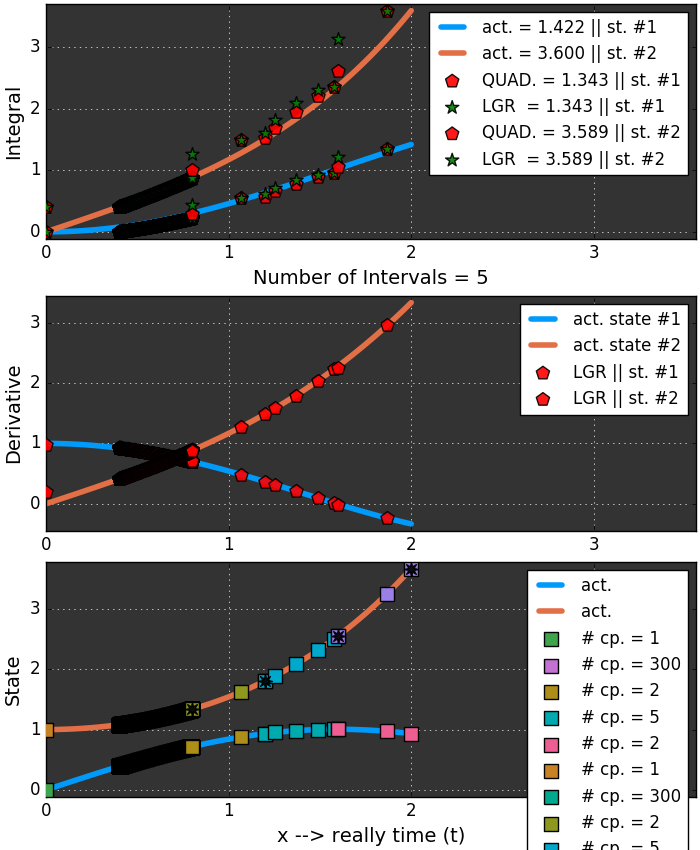 Integral
3
2
1
0
act. = 1.422 || st. #1
act. = 3.600 || st. #2
QUAD. = 1.343 || st. #1
LGR = 1.343 || st. #1
QUAD. = 3.589 || st. #2
LGR = 3.589 || st. #2
0 1 2 3
Number of Intervals = 5
Derivative
3
2
1
0
act. state #1
act. state #2
LGR || st. #1
LGR || st. #2
0 1 2 3
State
3
2
1
0
act.
act.
# cp. = 1
# cp. = 300
# cp. = 2
# cp. = 5
# cp. = 2
# cp. = 1
# cp. = 300
# cp. = 2
# cp. = 5
0 1 2
x --> really time (t)